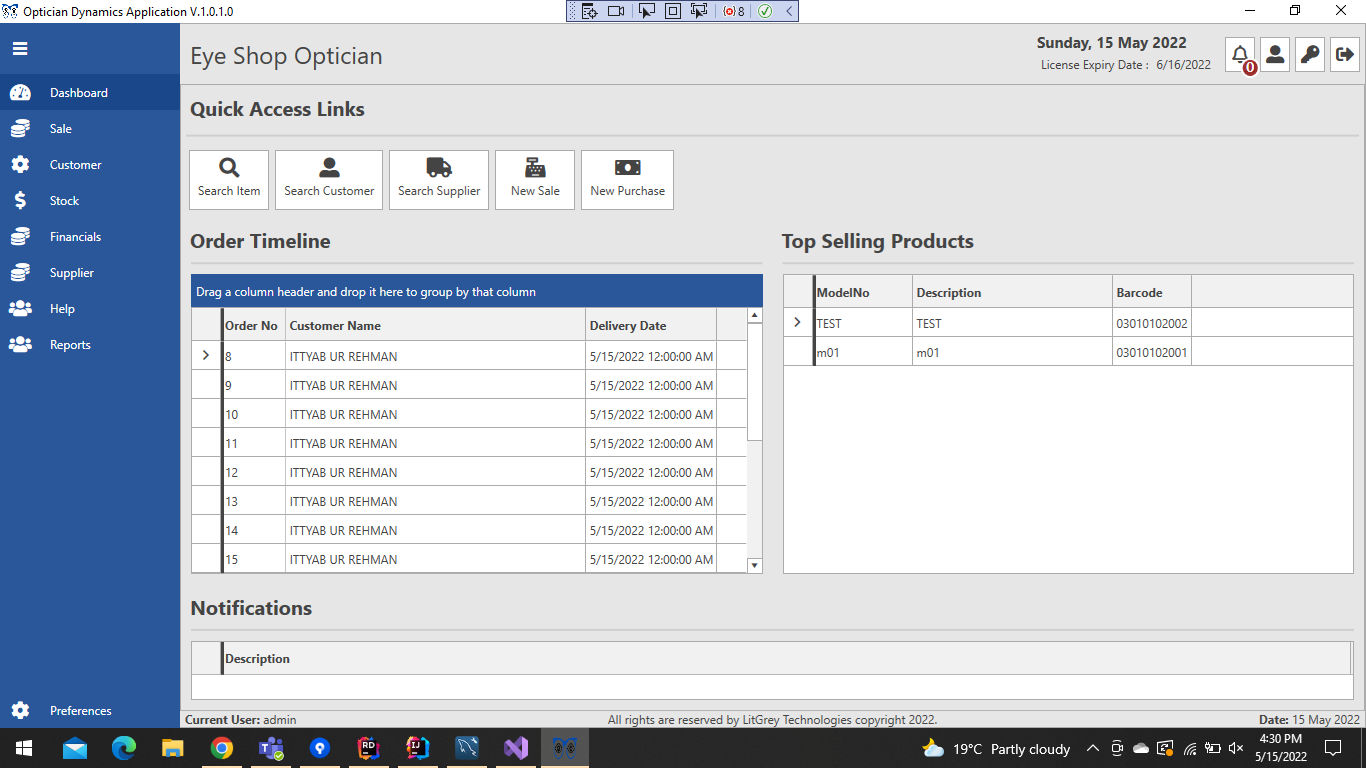 Optician Dynamics Application V.1.0.1.0
8
Eye Shop Optician
Sunday, 15 May 2022
License Expiry Date : 6/16/2022
0
Dashboard
Sale
Customer
Stock
Financials
Supplier
Help
Reports
Preferences
Quick Access Links
Search Item
Search Customer
Search Supplier
New Sale
New Purchase
Order Timeline
Drag a column header and drop it here to group by that column
Order No Customer Name Delivery Date
8 ITTYAB UR REHMAN 5/15/2022 12:00:00 AM
9 ITTYAB UR REHMAN 5/15/2022 12:00:00 AM
10 ITTYAB UR REHMAN 5/15/2022 12:00:00 AM
11 ITTYAB UR REHMAN 5/15/2022 12:00:00 AM
12 ITTYAB UR REHMAN 5/15/2022 12:00:00 AM
13 ITTYAB UR REHMAN 5/15/2022 12:00:00 AM
14 ITTYAB UR REHMAN 5/15/2022 12:00:00 AM
15 ITTYAB UR REHMAN 5/15/2022 12:00:00 AM
Top Selling Products
ModelNo Description Barcode
TEST TEST 03010102002
m01 m01 03010102001
Notifications
Description
Current User: admin
All rights are reserved by LitGrey Technologies copyright 2022.
Date: 15 May 2022
RD
IJ
19°C Partly cloudy
4:30 PM
5/15/2022